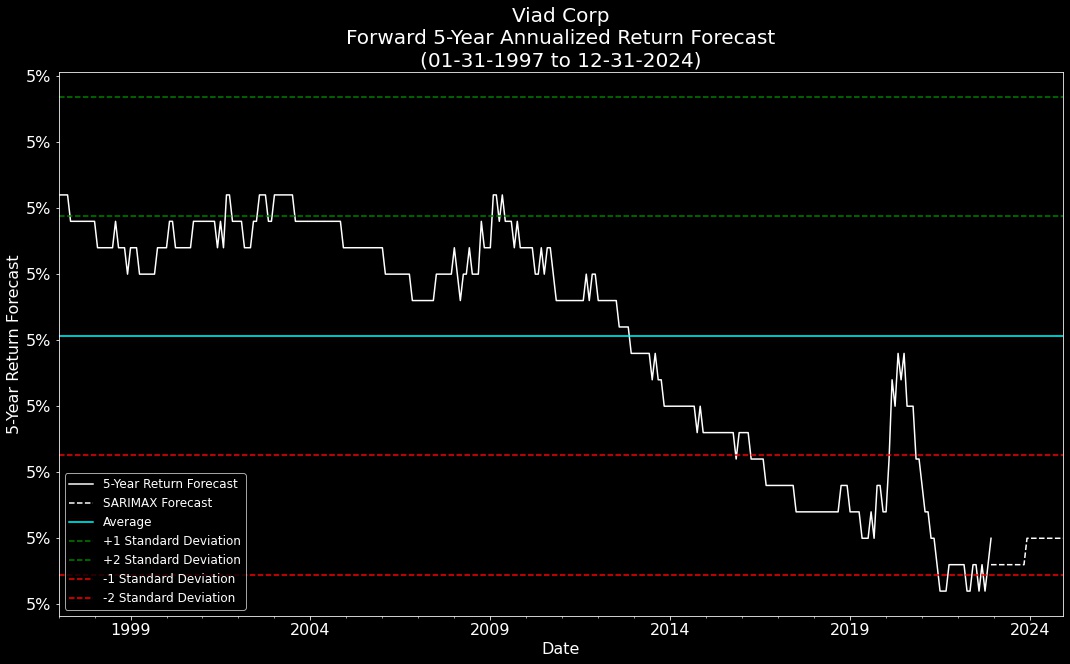 Viad Corp
Forward 5-Year Annualized Return Forecast
(01-31-1997 to 12-31-2024)
5%
5%
5%
5%
5%
5%
5%
5%
5%
5-Year Return Forecast
5-Year Return Forecast
SARIMAX Forecast
Average
+1 Standard Deviation
+2 Standard Deviation
-1 Standard Deviation
-2 Standard Deviation
1999 2004 2009 2014 2019 2024
Date